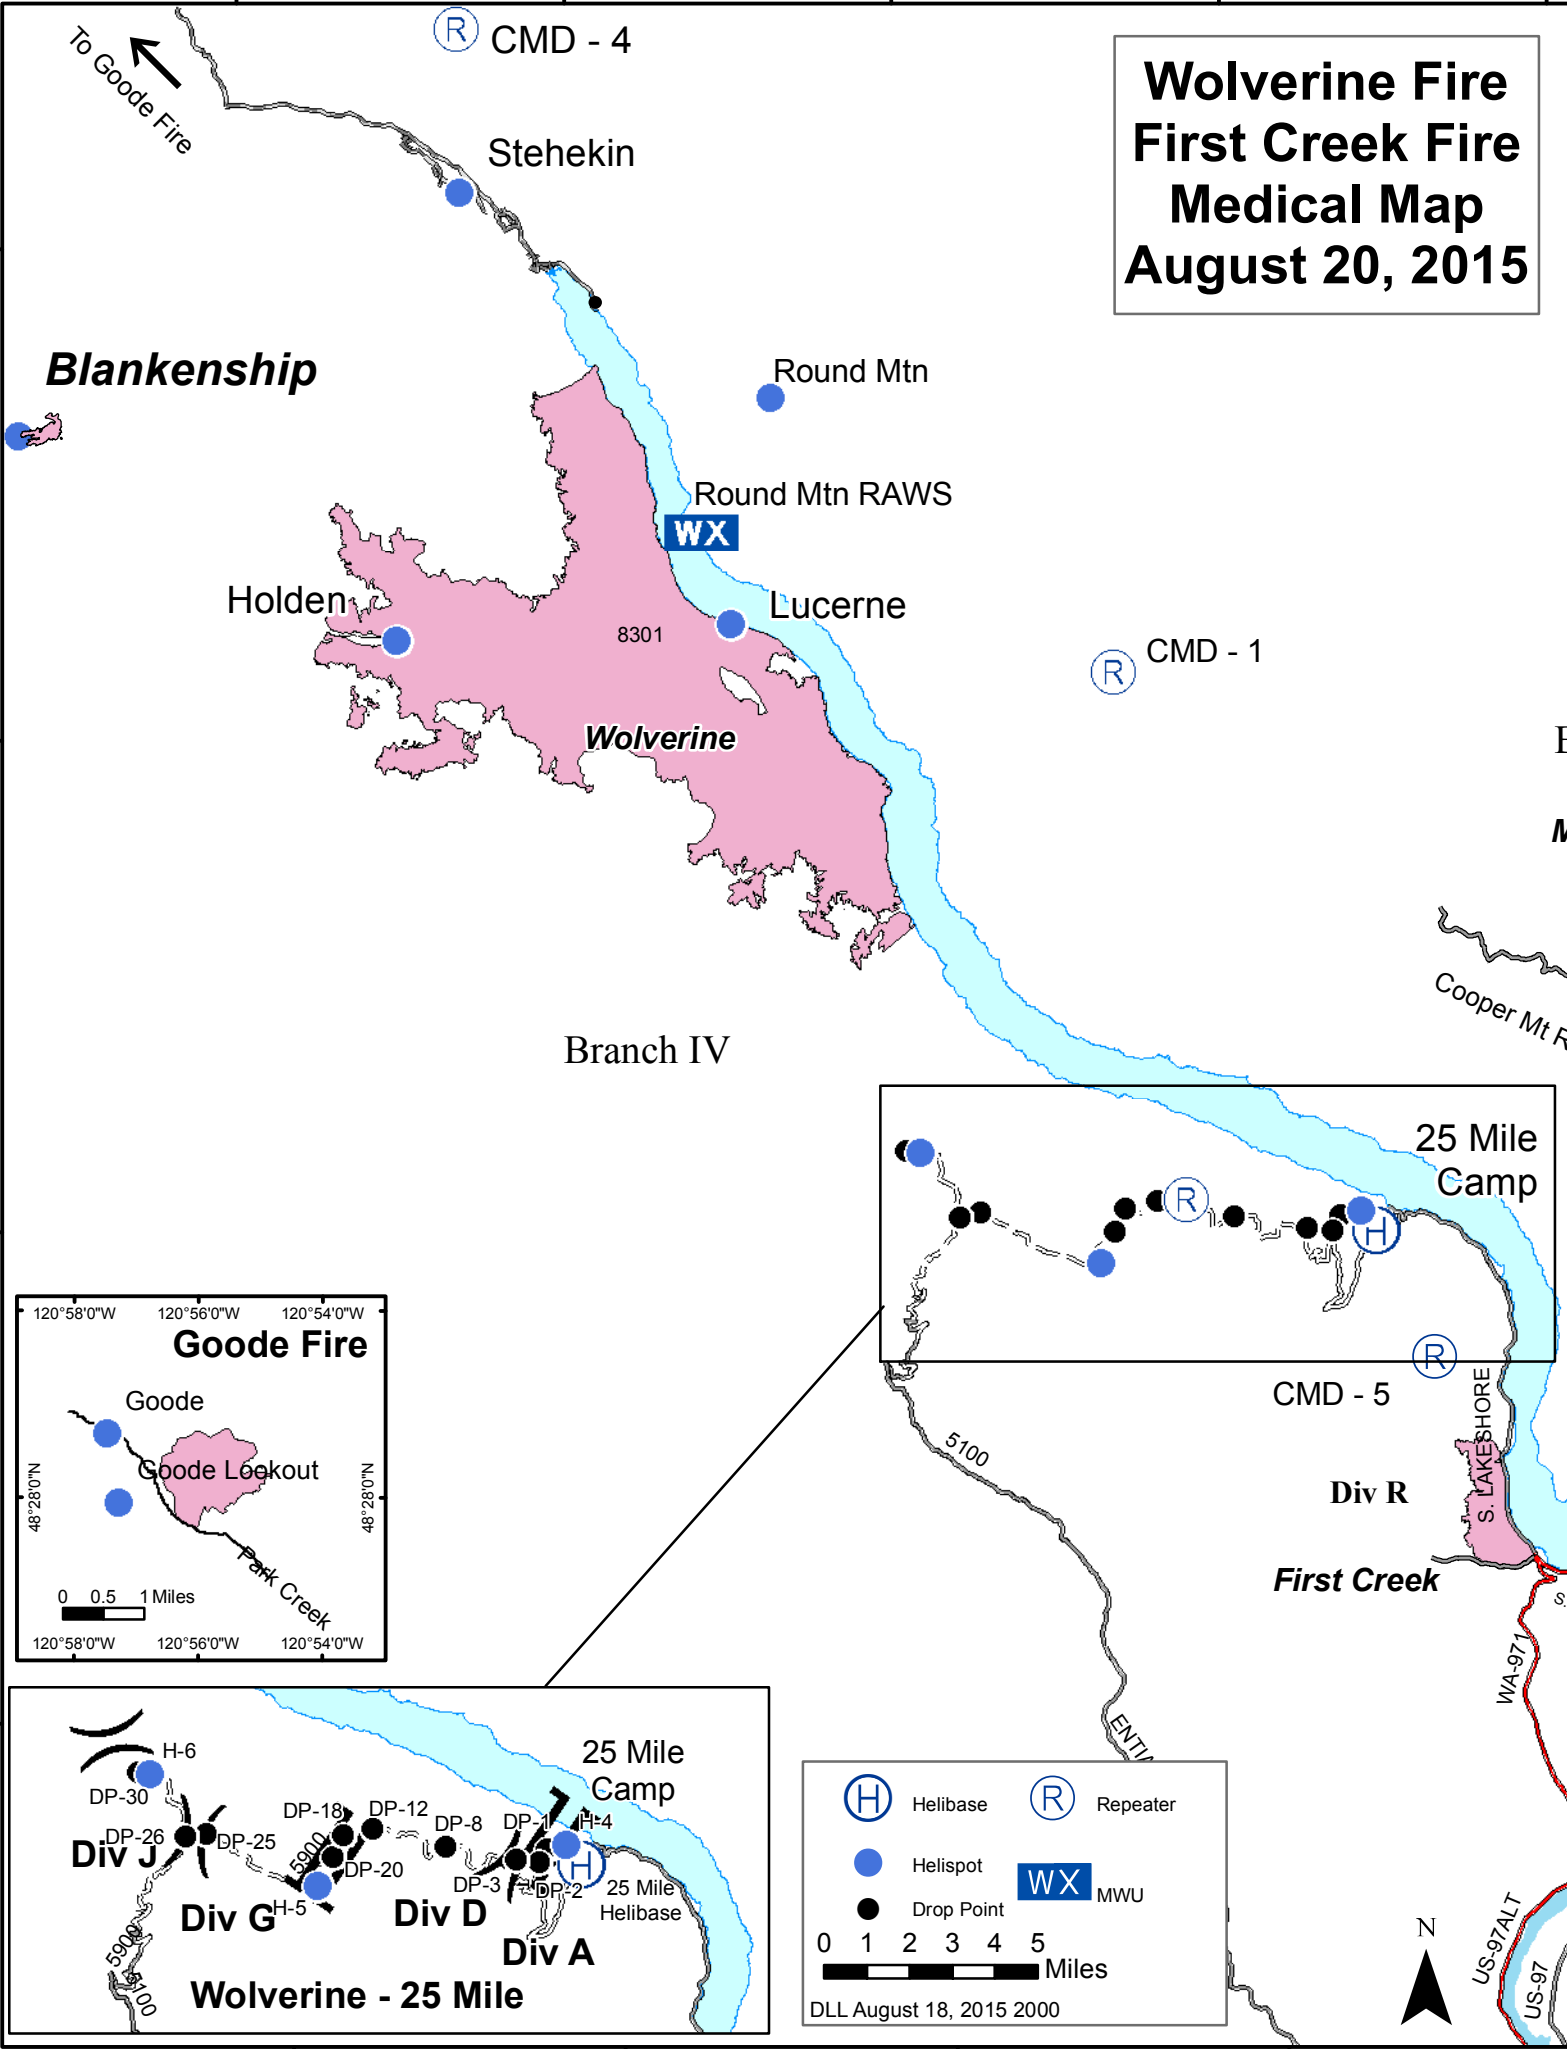 CMD - 4
To Goode Fire
Wolverine Fire
First Creek Fire
Medical Map
August 20, 2015
Stehekin
Blankenship
Round Mtn
Round Mtn RAWS
WX
Holden
Lucerne
8301
CMD - 1
Wolverine
Cooper Mt R
Branch IV
25 Mile
Camp
R
H
CMD - 5
5100
S. LAKESHORE
Div R
First Creek
WA-971
S.
ENTIA
US-97ALT
US-97
120°58'0"W 120°56'0"W 120°54'0"W
Goode Fire
Goode
Goode Lookout
48°28'0"N
48°28'0"N
Park Creek
0 0.5 1 Miles
120°58'0"W 120°56'0"W 120°54'0"W
25 Mile
Camp
H-6
DP-30
DP-18
DP-12
DP-8
DP-1
H-4
DP-26
DP-25
Div J
5900
DP-20
DP-3
DP-2
H
25 Mile
Helibase
H-5
Div G
Div D
Div A
5900
5100
Wolverine - 25 Mile
H Helibase
R Repeater
Helispot
WX MWU
Drop Point
0 1 2 3 4 5
Miles
DLL August 18, 2015 2000
N